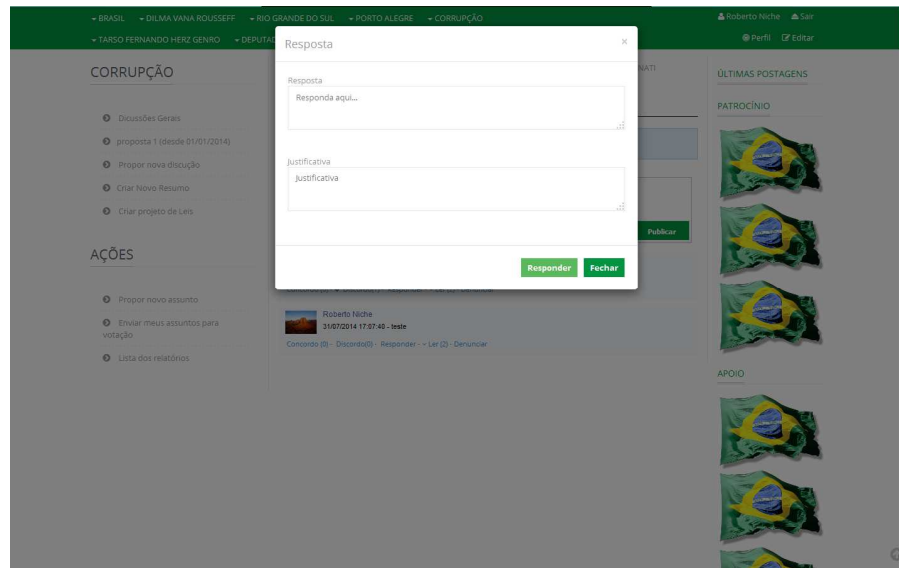 BRASIL DILMA VANA ROUSSEFF RIO GRANDE DO SUL PORTO ALEGRE CORRUPÇÃO
Roberto Niche Sair
TARSO FERNANDO HERZ GENRO DEPUTAD
Perfil Editar
Resposta ×
Resposta
Responda aqui...
Justificativa
Justificativa
Responder Fechar
CORRUPÇÃO
Dicussões Gerais
proposta 1 (desde 01/01/2014)
Propor nova discução
Criar Novo Resumo
Criar projeto de Leis
AÇÕES
Propor novo assunto
Enviar meus assuntos para
votação
Lista dos relatórios
NATI
Publicar
Roberto Niche
31/07/2014 17:07:40 - teste
Concordo (0) - Discordo(0) - Responder - Ler (2) - Denunciar
ÚLTIMAS POSTAGENS
PATROCÍNIO
APOIO